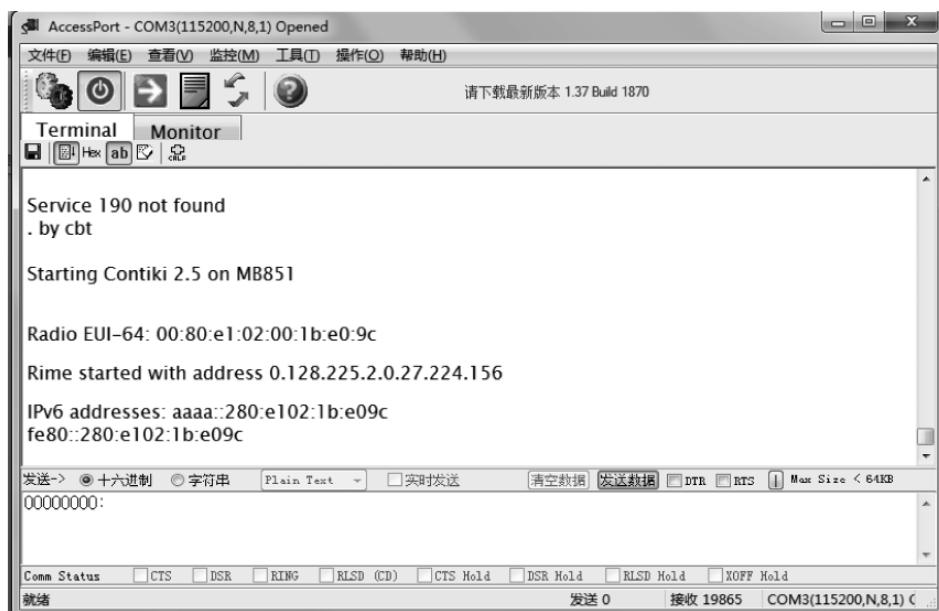 AccessPort - COM3(115200,N,8,1) Opened
文件(F) 编辑(E) 查看(V) 监控(M) 工具(T) 操作(O) 帮助(H)
请下载最新版本 1.37 Build 1870
Terminal Monitor
Hex ab CRLF
Service 190 not found
. by cbt
Starting Contiki 2.5 on MB851
Radio EUI-64: 00:80:e1:02:00:1b:e0:9c
Rime started with address 0.128.225.2.0.27.224.156
IPv6 addresses: aaaa::280:e102:1b:e09c
fe80::280:e102:1b:e09c
发送-> 十六进制 字符串 Plain Text 实时发送 清空数据 发送数据 DTR RTS Max Size < 64KB
00000000:
Comm Status CTS DSR RING RLSD (CD) CTS Hold DSR Hold RLSD Hold XOFF Hold
就绪 发送 0 接收 19865 COM3(115200,N,8,1) C